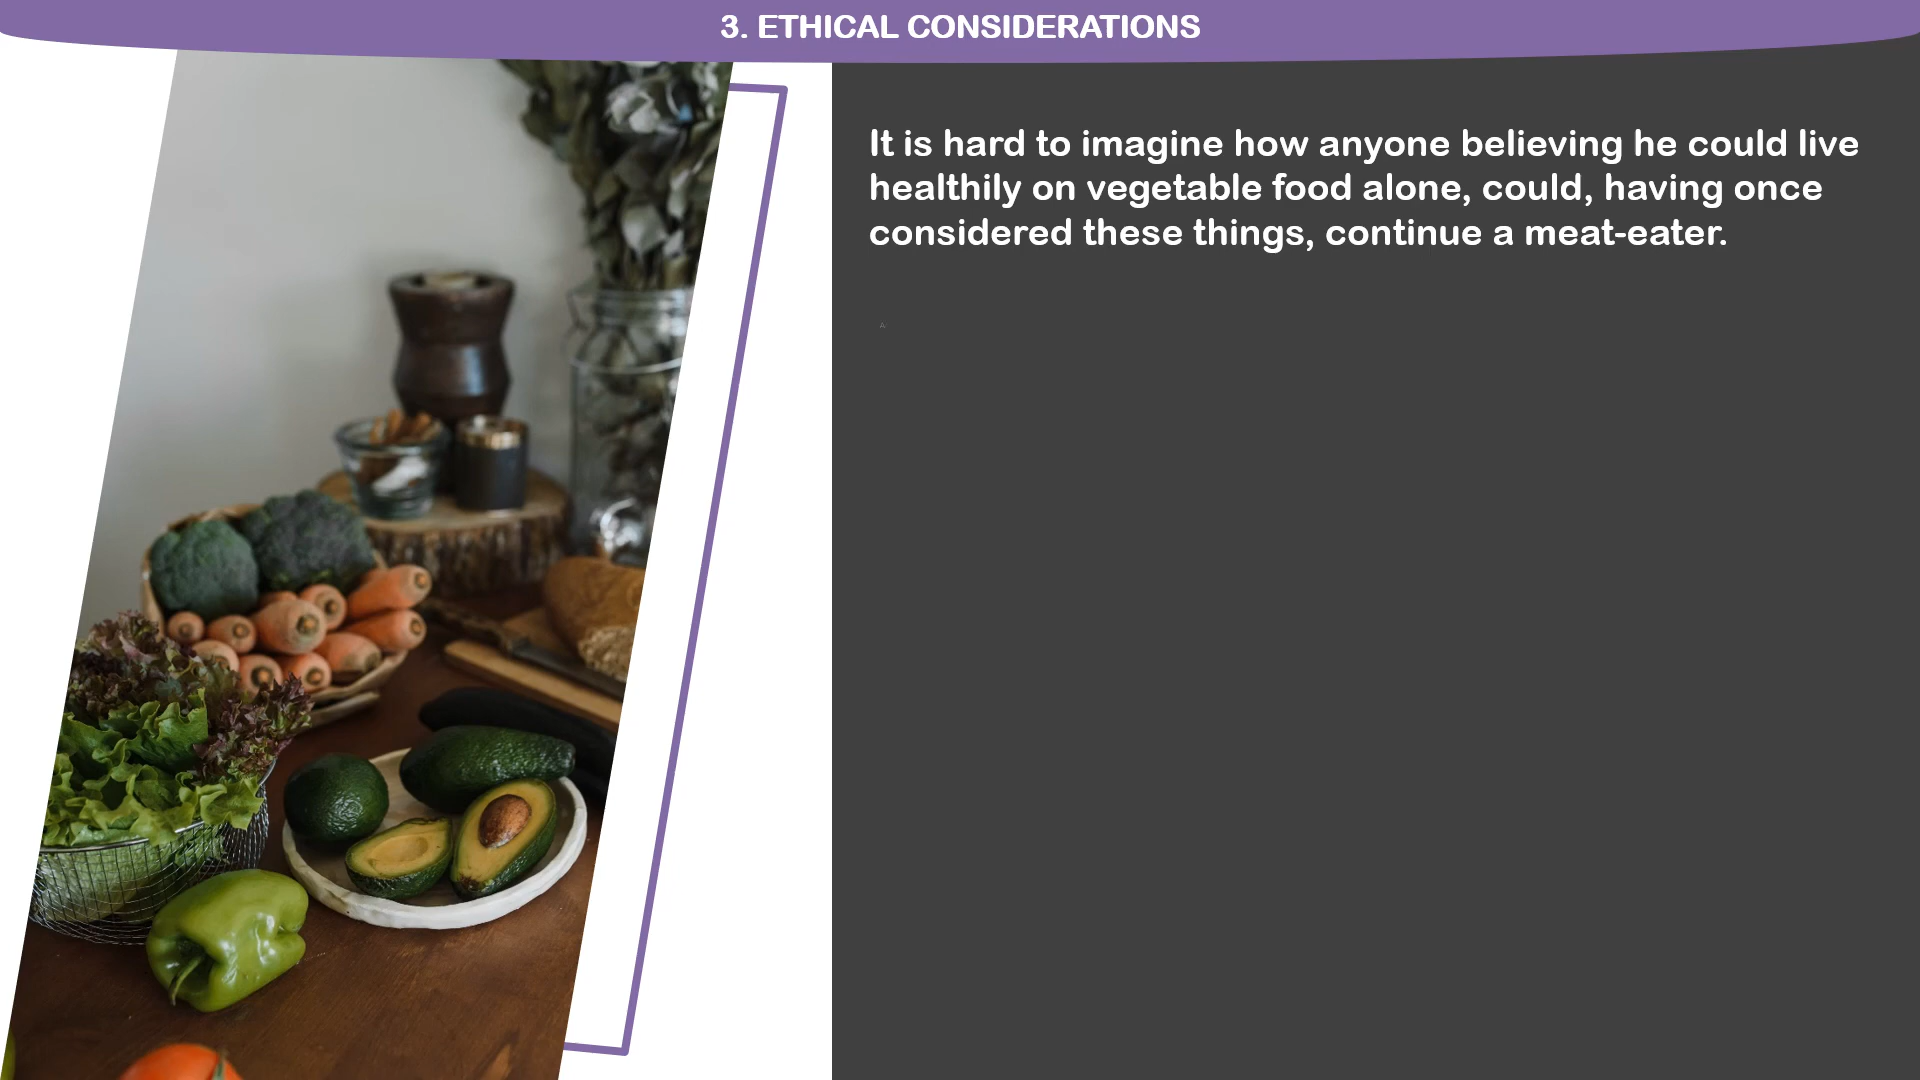 3. ETHICAL CONSIDERATIONS
It is hard to imagine how anyone believing he could live
healthily on vegetable food alone, could, having once
considered these things, continue a meat-eater.